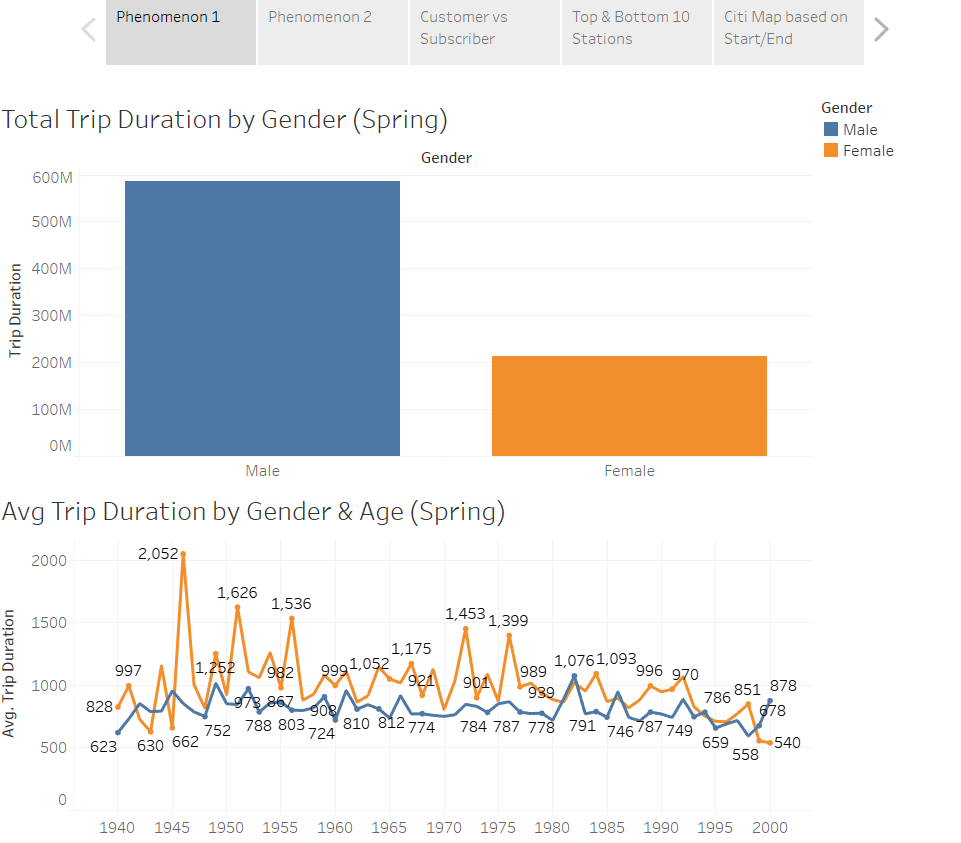 Phenomenon 1
Phenomenon 2
Customer vs
Subscriber
Top & Bottom 10
Stations
Citi Map based on
Start/End
Total Trip Duration by Gender (Spring)
Gender
Male
Female
Gender
600M
500M
400M
300M
200M
100M
0M
Trip Duration
Male
Female
Avg Trip Duration by Gender & Age (Spring)
Avg. Trip Duration
2000
1500
1000
500
0
2,052
1,626
1,536
1,453
1,399
1,175
997
1,252
982
999
1,052
921
901
989
939
1,076
1,093
996
970
786
851
878
828
973
867
908
678
623
630
662
752
788
803
724
810
812
774
784
787
778
791
746
787
749
659
558
540
1940
1945
1950
1955
1960
1965
1970
1975
1980
1985
1990
1995
2000